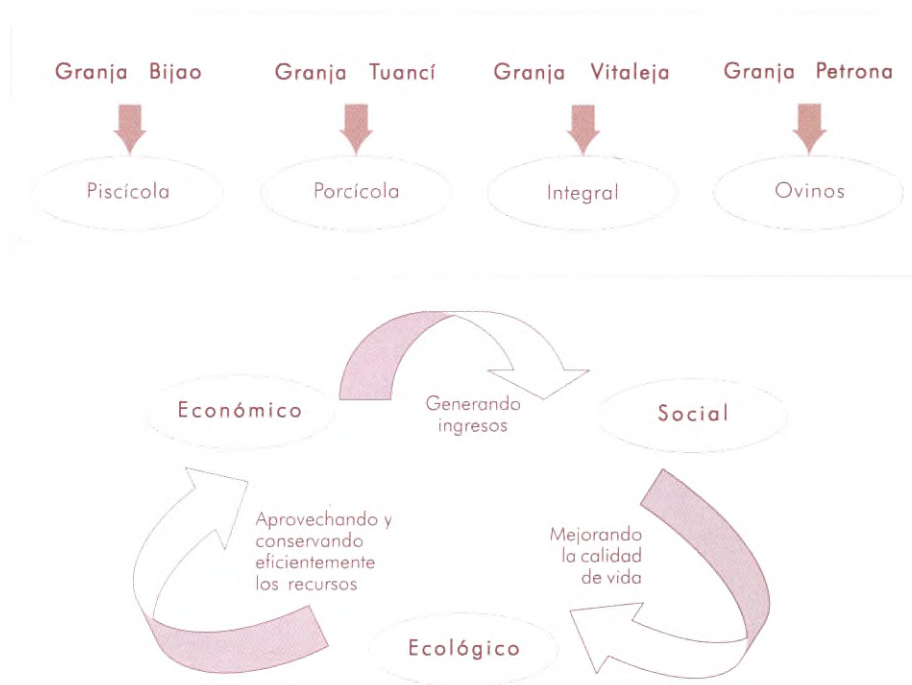 Granja Bijao
Granja Tuancí
Granja Vitaleja
Granja Petrona
Piscícola
Porcícola
Integral
Ovinos
Económico
Generando
ingresos
Social
Aprovechando y
conservando
eficientemente
los recursos
Mejorando
la calidad
de vida
Ecológico